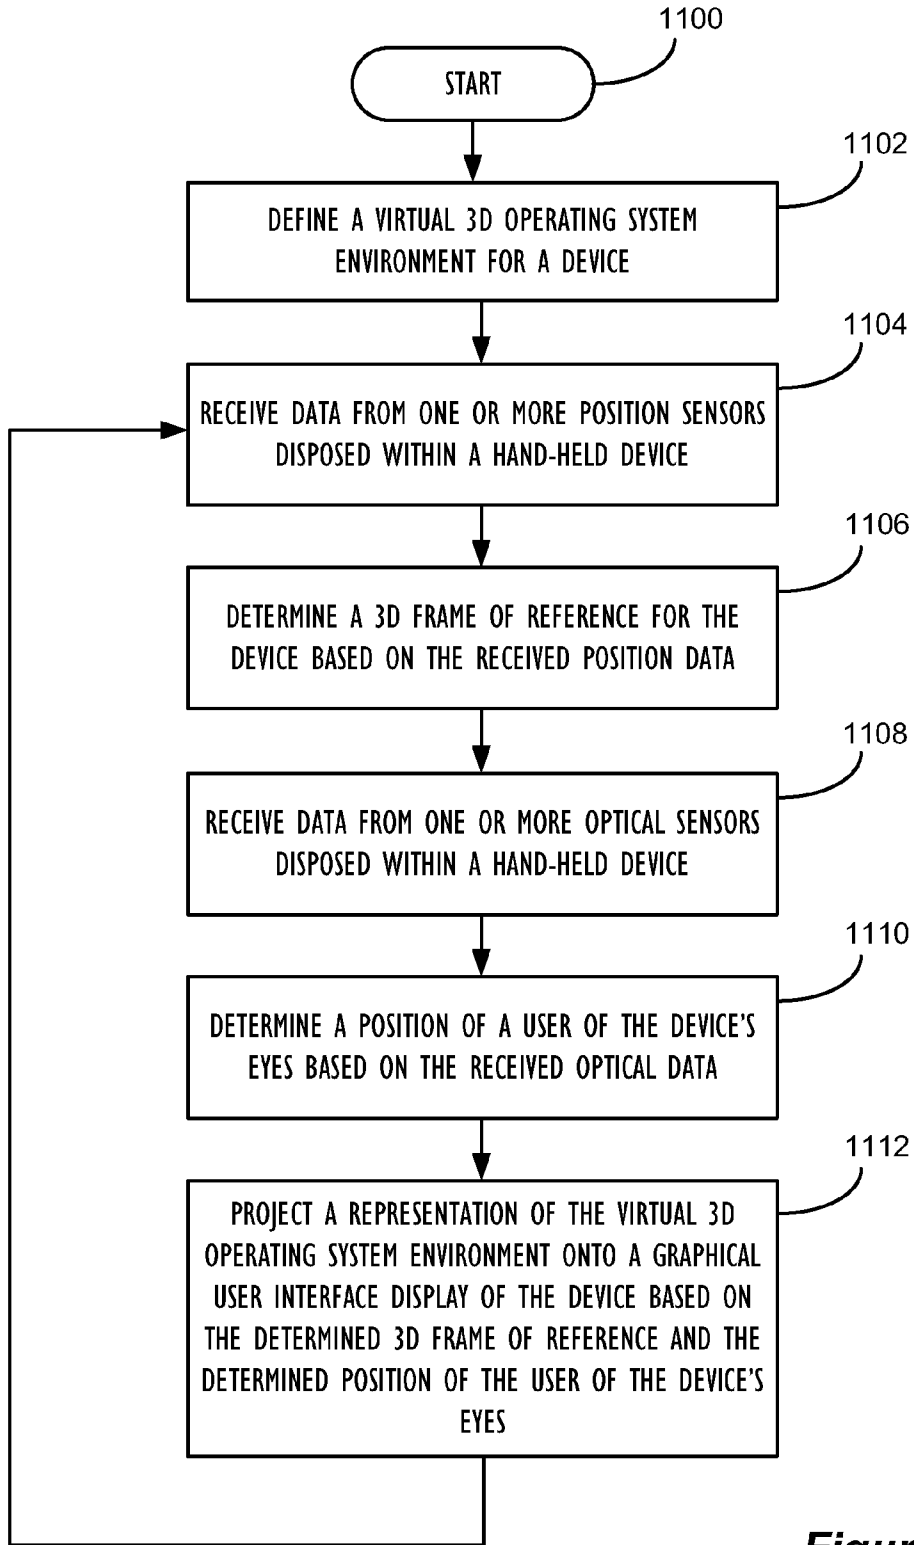 1100
START
1102
DEFINE A VIRTUAL 3D OPERATING SYSTEM
ENVIRONMENT FOR A DEVICE
1104
RECEIVE DATA FROM ONE OR MORE POSITION SENSORS
DISPOSED WITHIN A HAND-HELD DEVICE
1106
DETERMINE A 3D FRAME OF REFERENCE FOR THE
DEVICE BASED ON THE RECEIVED POSITION DATA
1108
RECEIVE DATA FROM ONE OR MORE OPTICAL SENSORS
DISPOSED WITHIN A HAND-HELD DEVICE
1110
DETERMINE A POSITION OF A USER OF THE DEVICE'S
EYES BASED ON THE RECEIVED OPTICAL DATA
1112
PROJECT A REPRESENTATION OF THE VIRTUAL 3D
OPERATING SYSTEM ENVIRONMENT ONTO A GRAPHICAL
USER INTERFACE DISPLAY OF THE DEVICE BASED ON
THE DETERMINED 3D FRAME OF REFERENCE AND THE
DETERMINED POSITION OF THE USER OF THE DEVICE'S
EYES